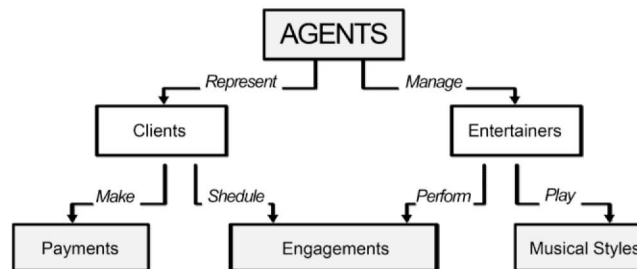 AGENTS
Represent
Manage
Clients
Entertainers
Make
Shedule
Perform
Play
Payments
Engagements
Musical Styles